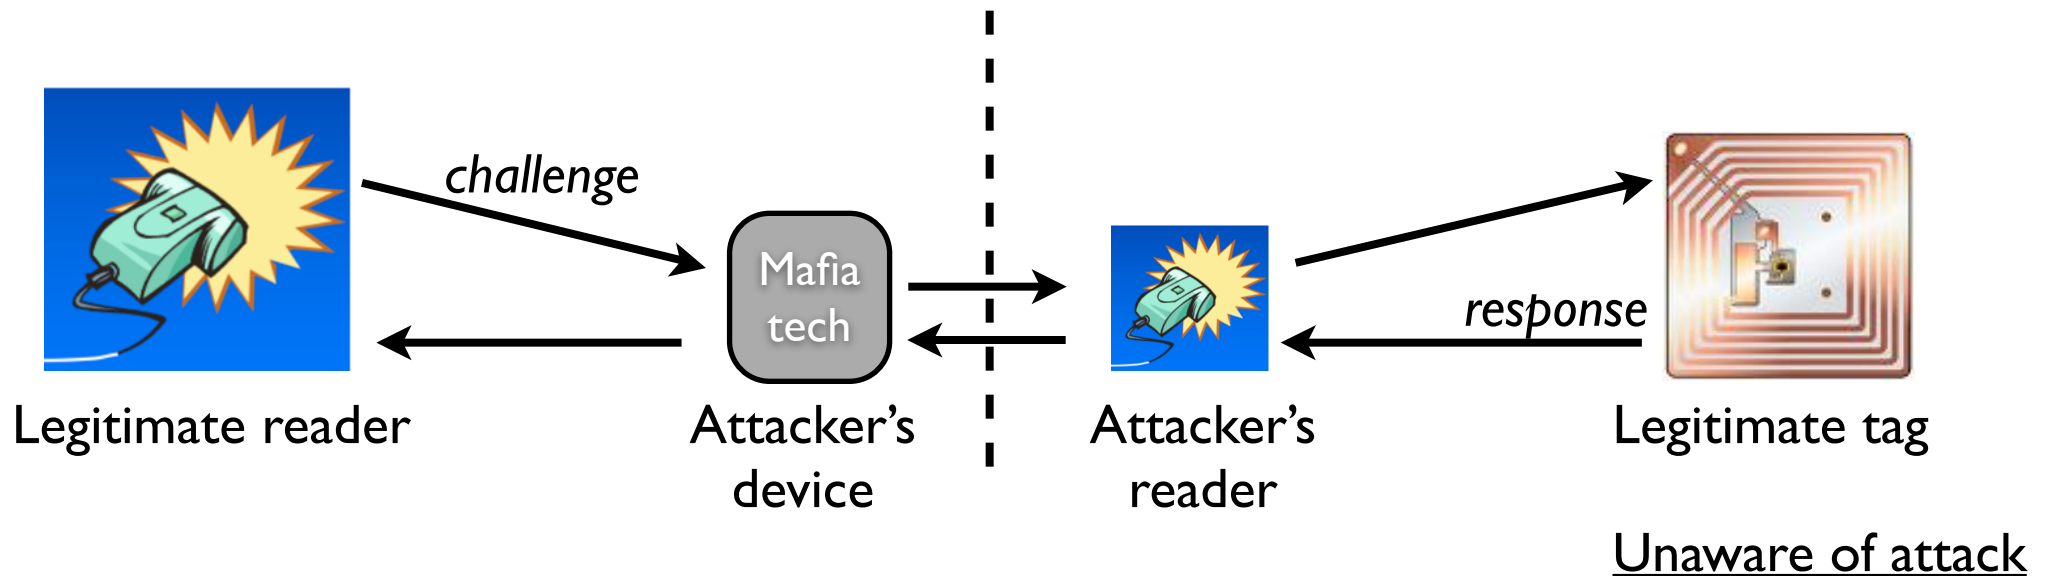 challenge
Mafia
tech
response
Legitimate reader
Attacker's
device
Attacker's
reader
Legitimate tag
Unaware of attack